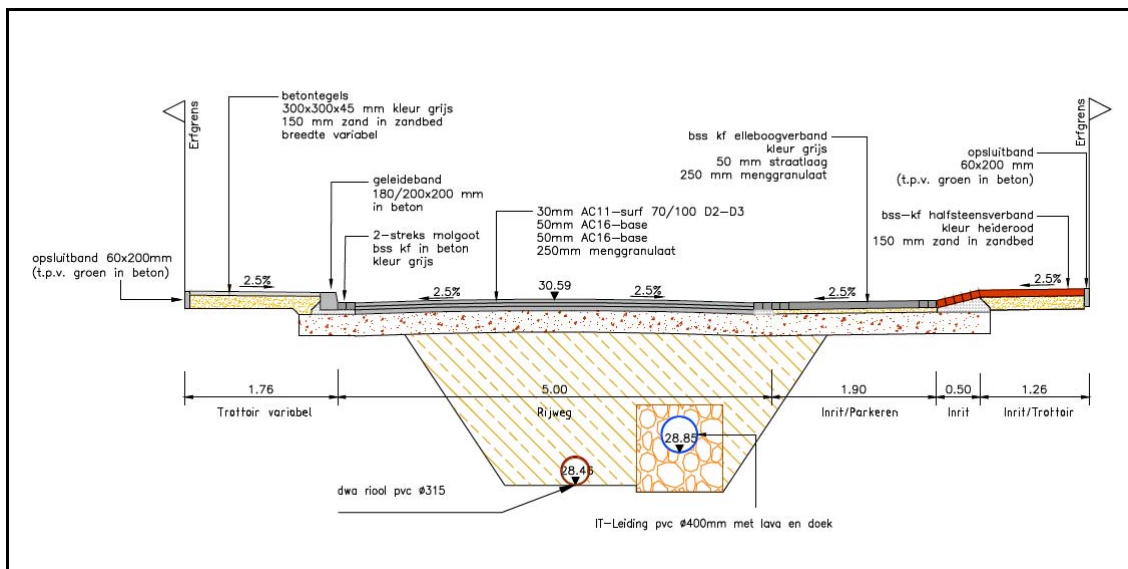 betontegels
300x300x45 mm kleur grijs
150 mm zand in zandbed
breedte variabel
Erfgrens
geleideband
180/200x200 mm
in beton
2-streks molgoot
bss kf in beton
kleur grijs
opsluitband 60x200mm
(t.p.v. groen in beton)
30mm AC11-surf 70/100 D2-D3
50mm AC16-base
50mm AC16-base
250mm menggranulaat
bss kf elleboogverband
kleur grijs
50 mm straatlaag
250 mm menggranulaat
Erfgrens
opsluitband
60x200 mm
(t.p.v. groen in beton)
bss-kf halfsteensverband
kleur heiderood
150 mm zand in zandbed
2.5%
2.5%
30.59
2.5%
2.5%
2.5%
1.76
5.00
1.90
0.50
1.26
Trottoir variabel
Rijweg
Inrit/Parkeren
Inrit
Inrit/Trottoir
28.85
28.45
dwa riool pvc ø315
IT-Leiding pvc ø400mm met lava en doek